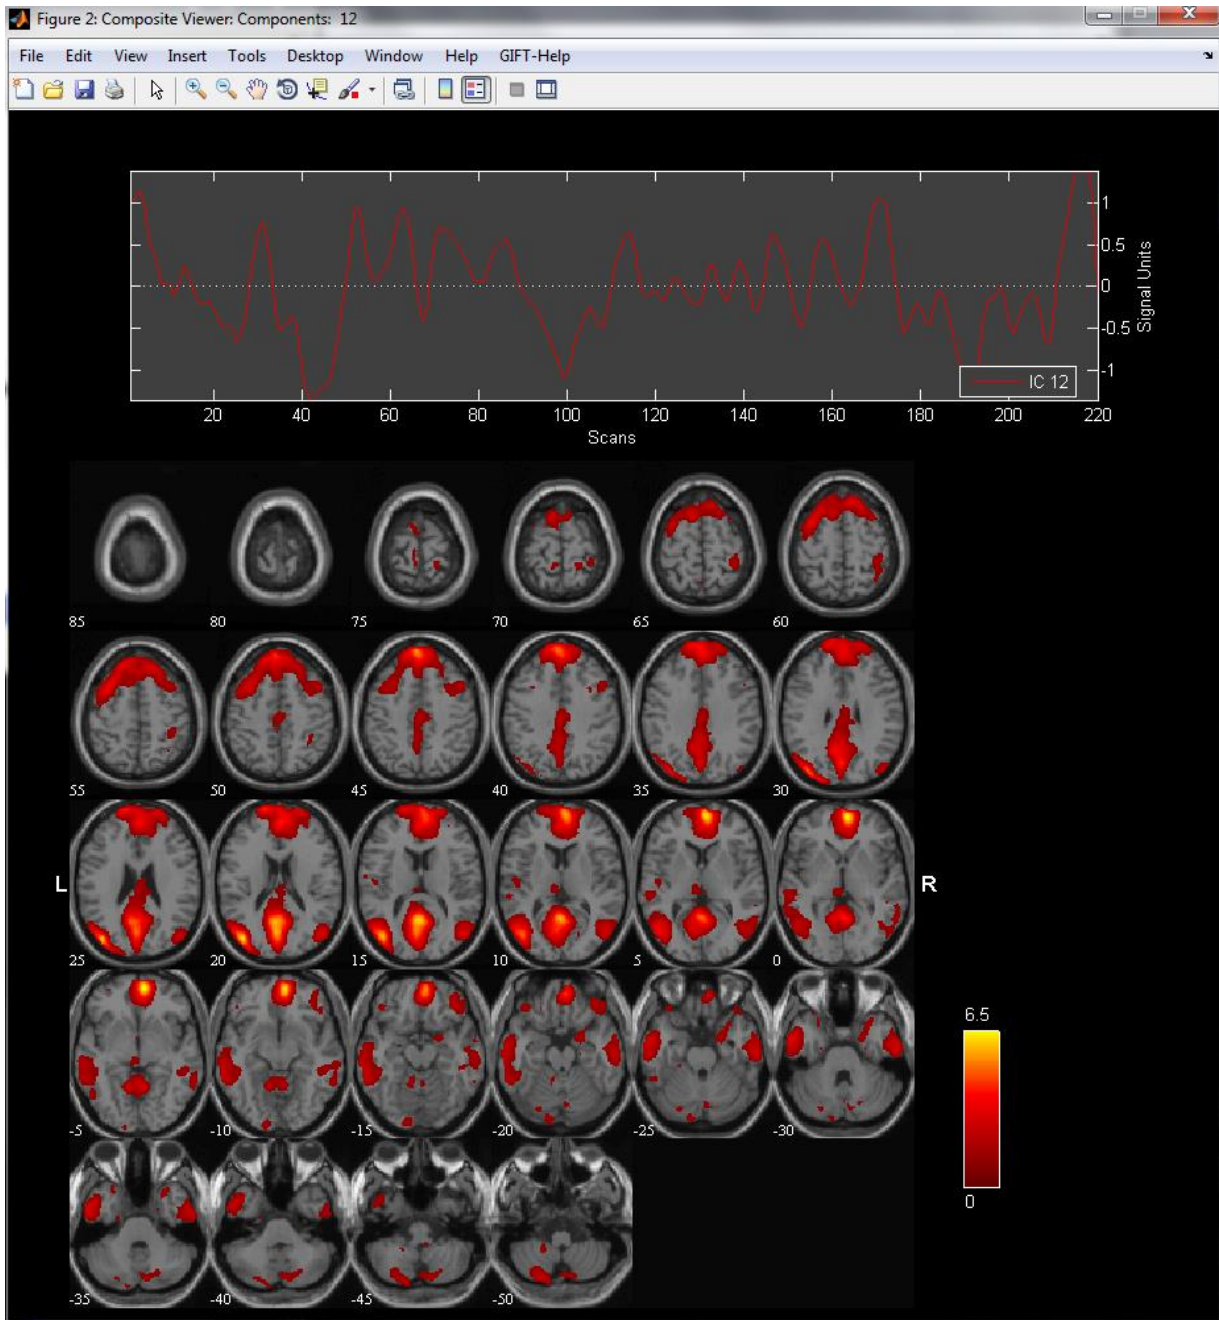 Figure 2: Composite Viewer: Components: 12
File Edit View Insert Tools Desktop Window Help GIFT-Help
1
0.5
0
-0.5
-1
Signal Units
IC 12
20 40 60 80 100 120 140 160 180 200 220
Scans
85 80 75 70 65 60
55 50 45 40 35 30
L R
25 20 15 10 5 0
-5 -10 -15 -20 -25 -30
6.5
0
-35 -40 -45 -50